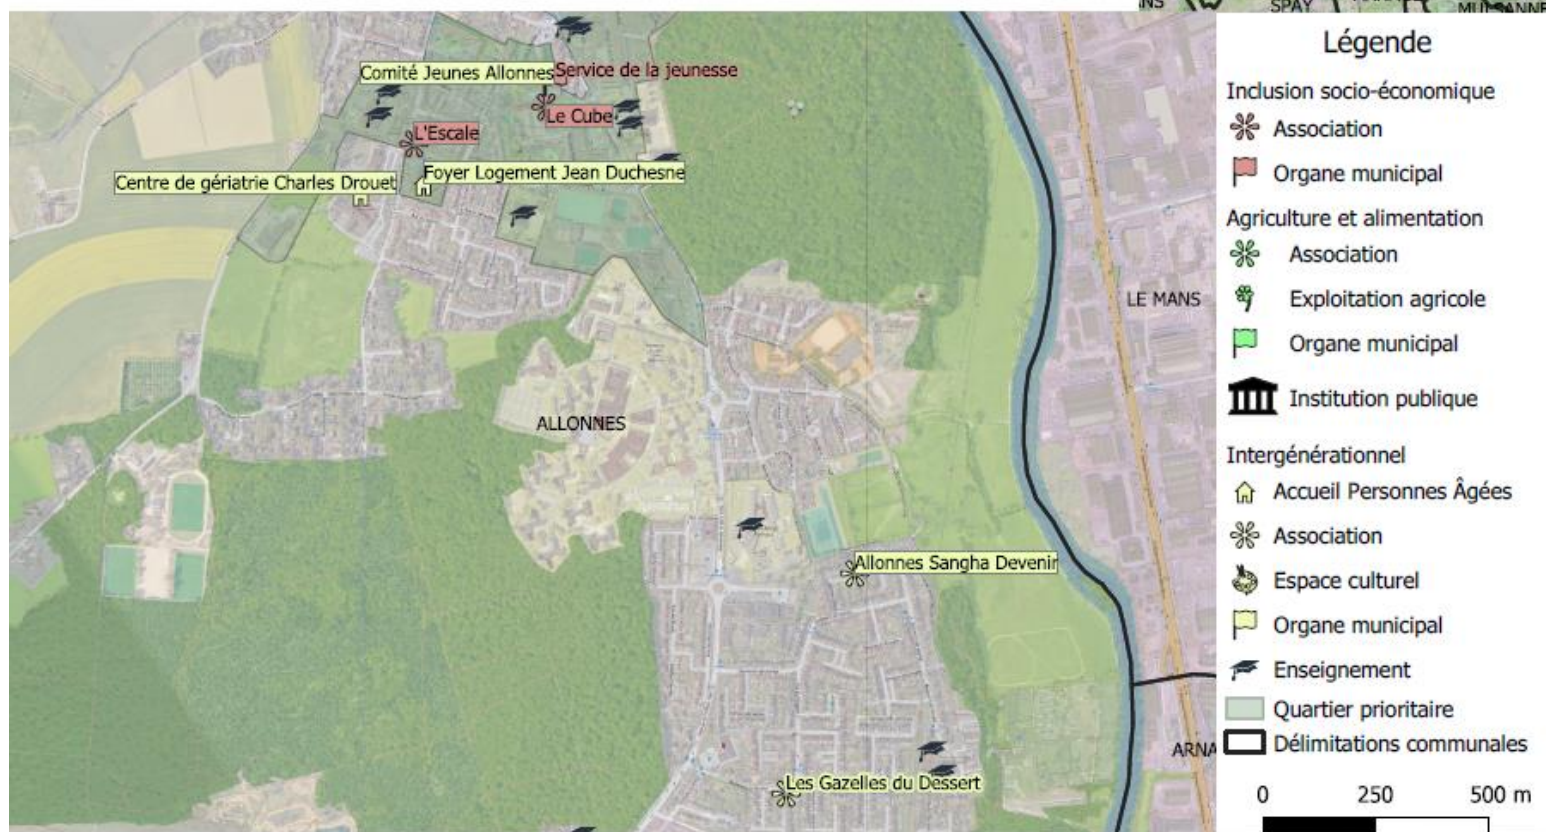 SPAY
MULSANNE
Comité Jeunes Allonnes
Service de la jeunesse
Le Cube
L'Escale
Foyer Logement Jean Duchesne
Centre de gériatrie Charles Drouet
LE MANS
ALLONNES
Allonnes Sangha Devenir
ARNA
Les Gazelles du Dessert
Légende
Inclusion socio-économique
Association
Organe municipal
Agriculture et alimentation
Association
Exploitation agricole
Organe municipal
Institution publique
Intergénérationnel
Accueil Personnes Âgées
Association
Espace culturel
Organe municipal
Enseignement
Quartier prioritaire
Délimitations communales
0 250 500 m